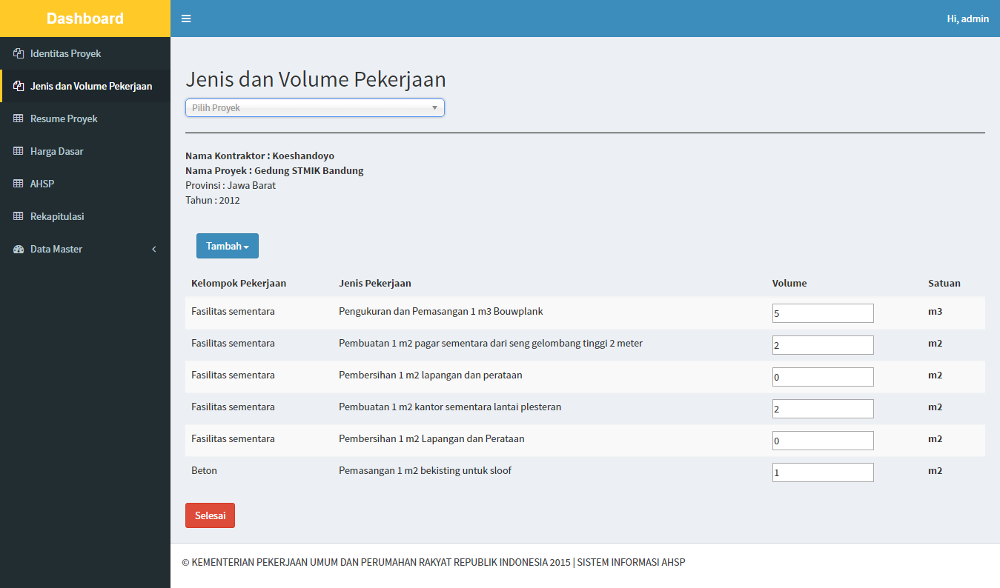 Dashboard
Hi, admin
Identitas Proyek
Jenis dan Volume Pekerjaan
Resume Proyek
Harga Dasar
AHSP
Rekapitulasi
Data Master
Jenis dan Volume Pekerjaan
Pilih Proyek
Nama Kontraktor : Koeshandoyo
Nama Proyek : Gedung STMIK Bandung
Provinsi : Jawa Barat
Tahun : 2012
Tambah
Kelompok Pekerjaan Jenis Pekerjaan Volume Satuan
Fasilitas sementara Pengukuran dan Pemasangan 1 m3 Bouwplank 5 m3
Fasilitas sementara Pembuatan 1 m2 pagar sementara dari seng gelombang tinggi 2 meter 2 m2
Fasilitas sementara Pembersihan 1 m2 lapangan dan perataan 0 m2
Fasilitas sementara Pembuatan 1 m2 kantor sementara lantai plesteran 2 m2
Fasilitas sementara Pembersihan 1 m2 Lapangan dan Perataan 0 m2
Beton Pemasangan 1 m2 bekisting untuk sloof 1 m2
Selesai
© KEMENTERIAN PEKERJAAN UMUM DAN PERUMAHAN RAKYAT REPUBLIK INDONESIA 2015 | SISTEM INFORMASI AHSP